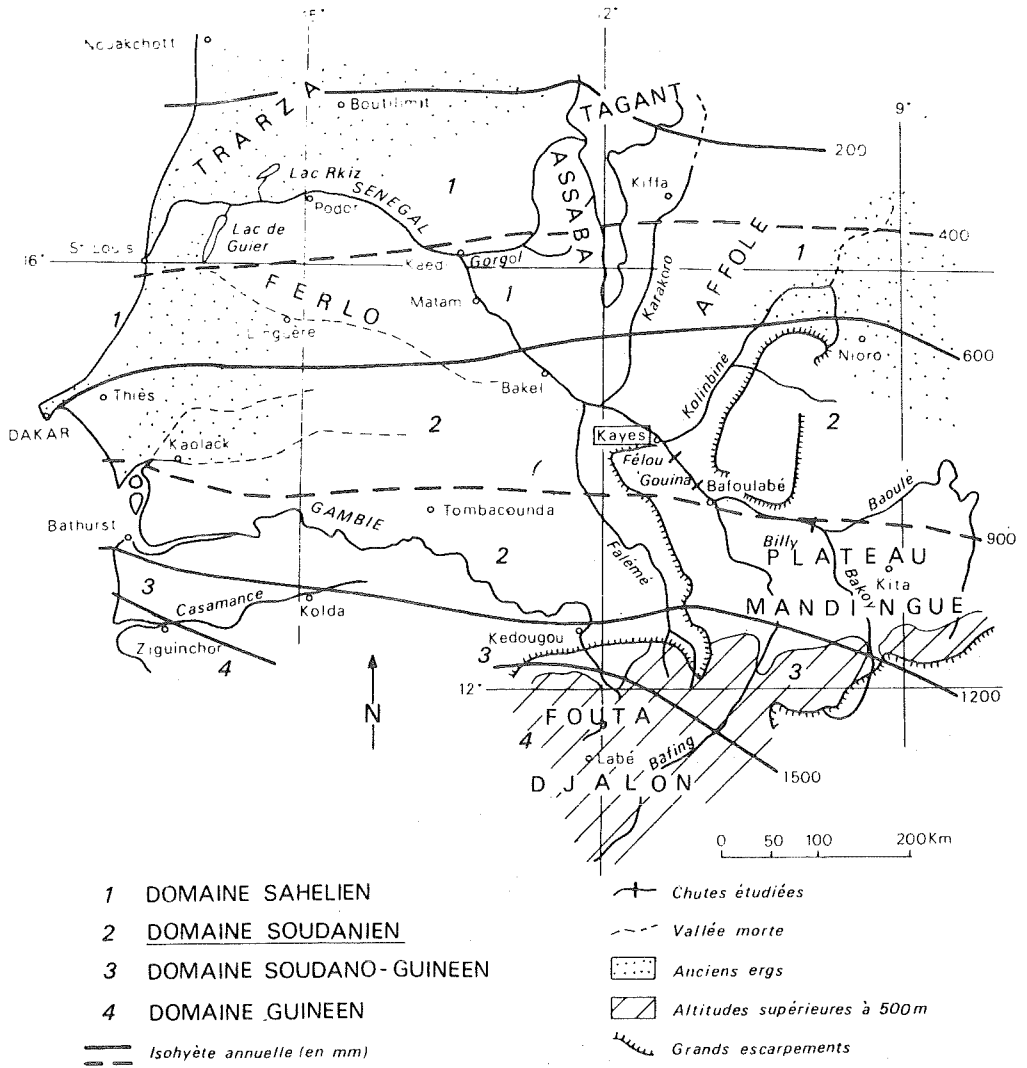 15°
12°
Nouakchott
Boutilimit
TRARZA
TAGANT
9°
200
Lac Rkiz
1
ASSABA
Kiffa
SENEGAL
Podor
Lac de
Guier
St Louis
16°
Kaed
Gorgol
AFFOLE
1
400
FERLO
Matam
1
Karakoro
1
Linguère
Nioro
600
Bakel
Kolinbiné
Thiès
DAKAR
2
2
Kaolack
Kayes
Félou
Gouina
Bafoulabé
Baoulé
GAMBIE
Tombacounda
Bathurst
2
Billy
PLATEAU
900
Falémé
Bakoy
Kita
3
Casamance
Kolda
MANDINGUE
Ziguinchor
4
Kedougou
3
3
12°
1200
N
FOUTA
4
Labé
Bafing
DJALON
1500
0 50 100 200Km
1 DOMAINE SAHELIEN
2 DOMAINE SOUDANIEN
3 DOMAINE SOUDANO-GUINEEN
4 DOMAINE GUINEEN
Isohyète annuelle (en mm)
Chutes étudiées
Vallée morte
Anciens ergs
Altitudes supérieures à 500m
Grands escarpements